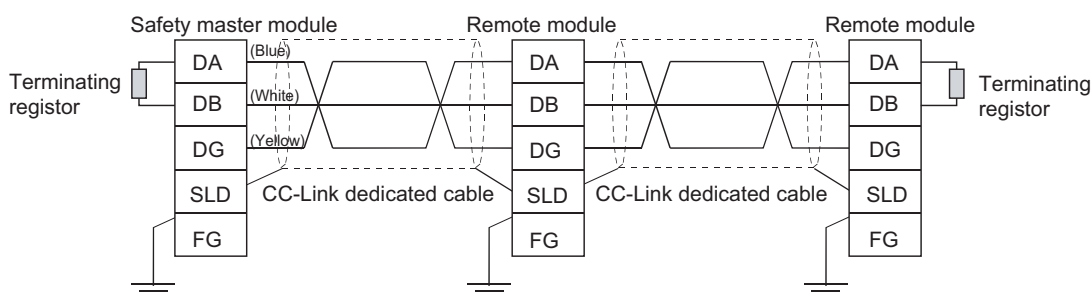 Safety master module
Remote module
Remote module
Terminating
registor
DA
(Blue)
DB
(White)
DG
(Yellow)
SLD
FG
CC-Link dedicated cable
DA
DB
DG
SLD
FG
CC-Link dedicated cable
DA
DB
DG
SLD
FG
Terminating
registor